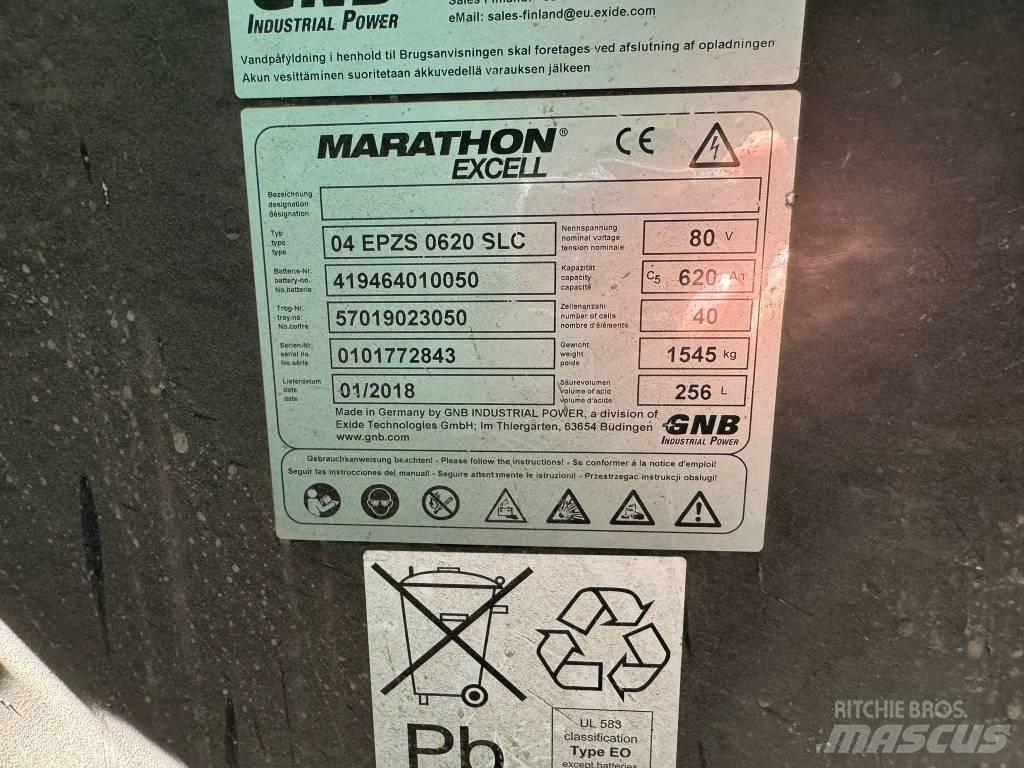 GNB
INDUSTRIAL POWER
eMail: sales-finland@eu.exide.com
Vandpåfyldning i henhold til Brugsanvisningen skal foretages ved afslutning af opladningen
Akun vesittäminen suoritetaan akkuvedellä varauksen jälkeen
MARATHON®
EXCELL
CE
Bezeichnung
designation
désignation
Typ
type
type
04 EPZS 0620 SLC
Nennspannung
nominal voltage
tension nominale
80 V
Batterie-Nr.
battery-no.
No.batterie
419464010050
Kapazität
capacity
capacité
C5 620 Ah
Trog-Nr.
tray-no.
No.coffre
57019023050
Zellenanzahl
number of cells
nombre d'éléments
40
Serien-Nr.
serial no.
No.série
0101772843
Gewicht
weight
poids
1545 kg
Lieferdatum
date
date
01/2018
Säurevolumen
volume of acid
volume d'acide
256 L
Made in Germany by GNB INDUSTRIAL POWER, a division of
Exide Technologies GmbH; Im Thiergarten, 63654 Büdingen
www.gnb.com
GNB
INDUSTRIAL POWER
Gebrauchsanweisung beachten! - Please follow the instructions! - Se conformer à la notice d'emploi!
Seguir las instrucciones del manual! - Seguire attentamente le istruzioni! - Przestrzegac instrukcji obslugi!
Pb
UL 583
classification
Type EO
except batteries
RITCHIE BROS.
MASCUS